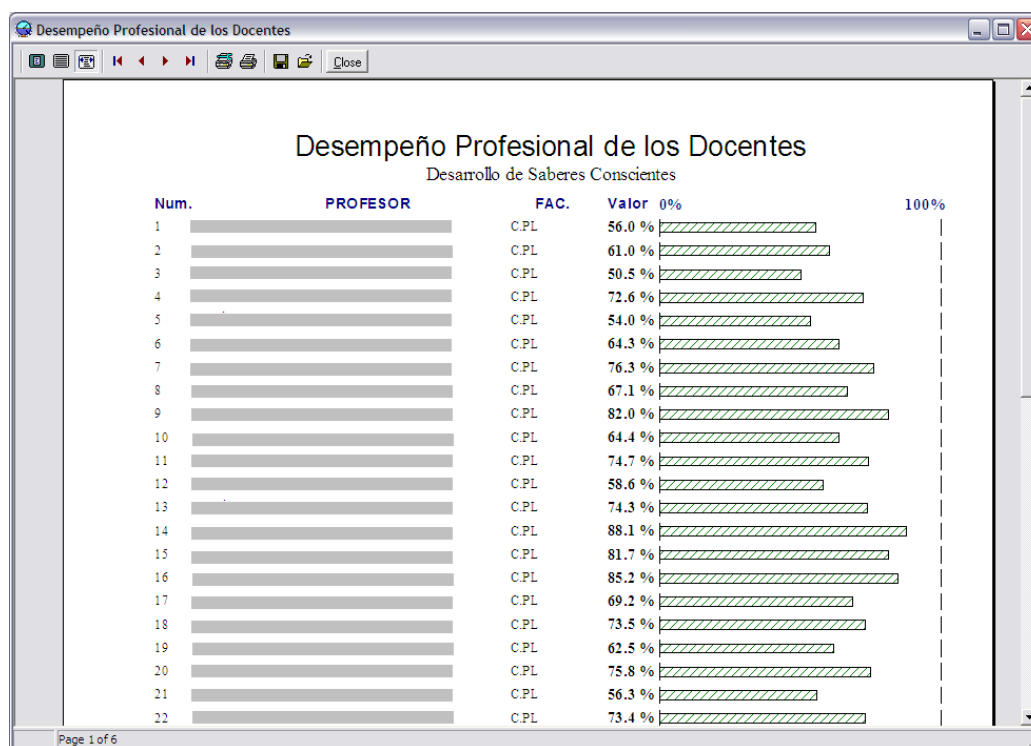 Desempeño Profesional de los Docentes
Close
Desempeño Profesional de los Docentes
Desarrollo de Saberes Conscientes
Num. PROFESOR FAC. Valor 0% 100%
1 C.PL 56.0 %
2 C.PL 61.0 %
3 C.PL 50.5 %
4 C.PL 72.6 %
5 C.PL 54.0 %
6 C.PL 64.3 %
7 C.PL 76.3 %
8 C.PL 67.1 %
9 C.PL 82.0 %
10 C.PL 64.4 %
11 C.PL 74.7 %
12 C.PL 58.6 %
13 C.PL 74.3 %
14 C.PL 88.1 %
15 C.PL 81.7 %
16 C.PL 85.2 %
17 C.PL 69.2 %
18 C.PL 73.5 %
19 C.PL 62.5 %
20 C.PL 75.8 %
21 C.PL 56.3 %
22 C.PL 73.4 %
Page 1 of 6